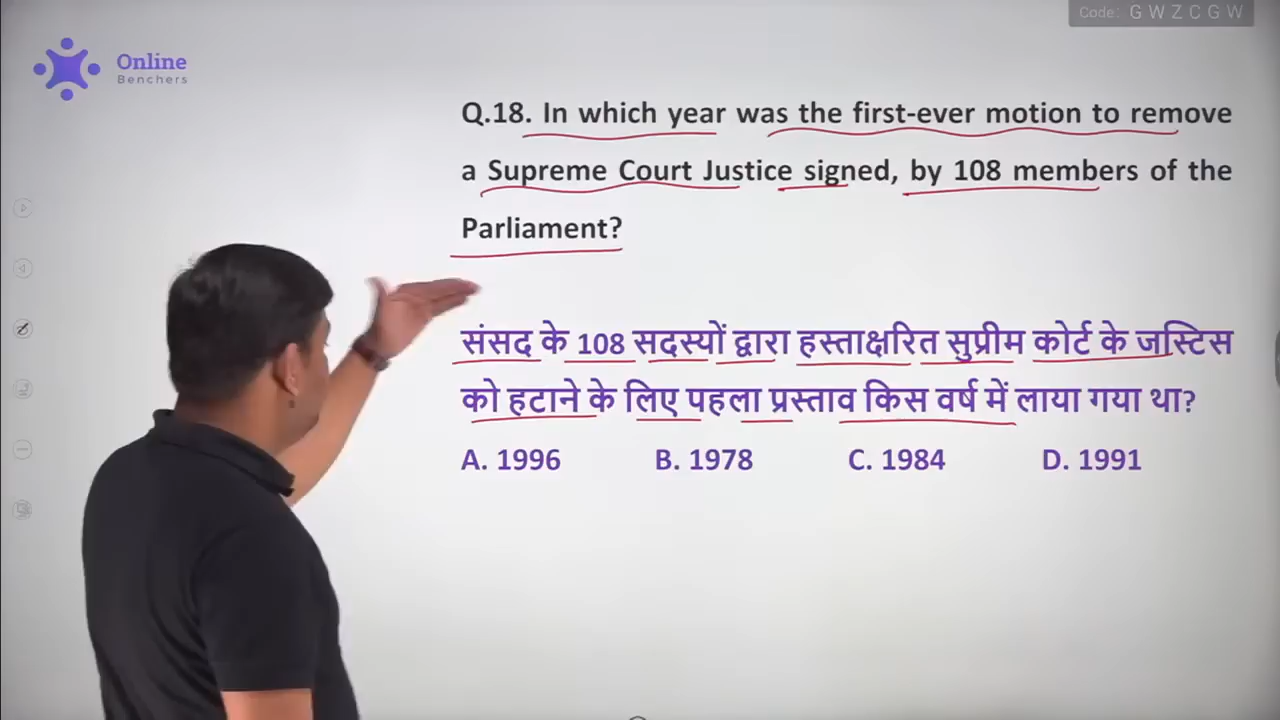 Code: G W Z C G W
Online
Benchers
Q.18. In which year was the first-ever motion to remove
a Supreme Court Justice signed, by 108 members of the
Parliament?
संसद के 108 सदस्यों द्वारा हस्ताक्षरित सुप्रीम कोर्ट के जस्टिस
को हटाने के लिए पहला प्रस्ताव किस वर्ष में लाया गया था?
A. 1996 B. 1978 C. 1984 D. 1991